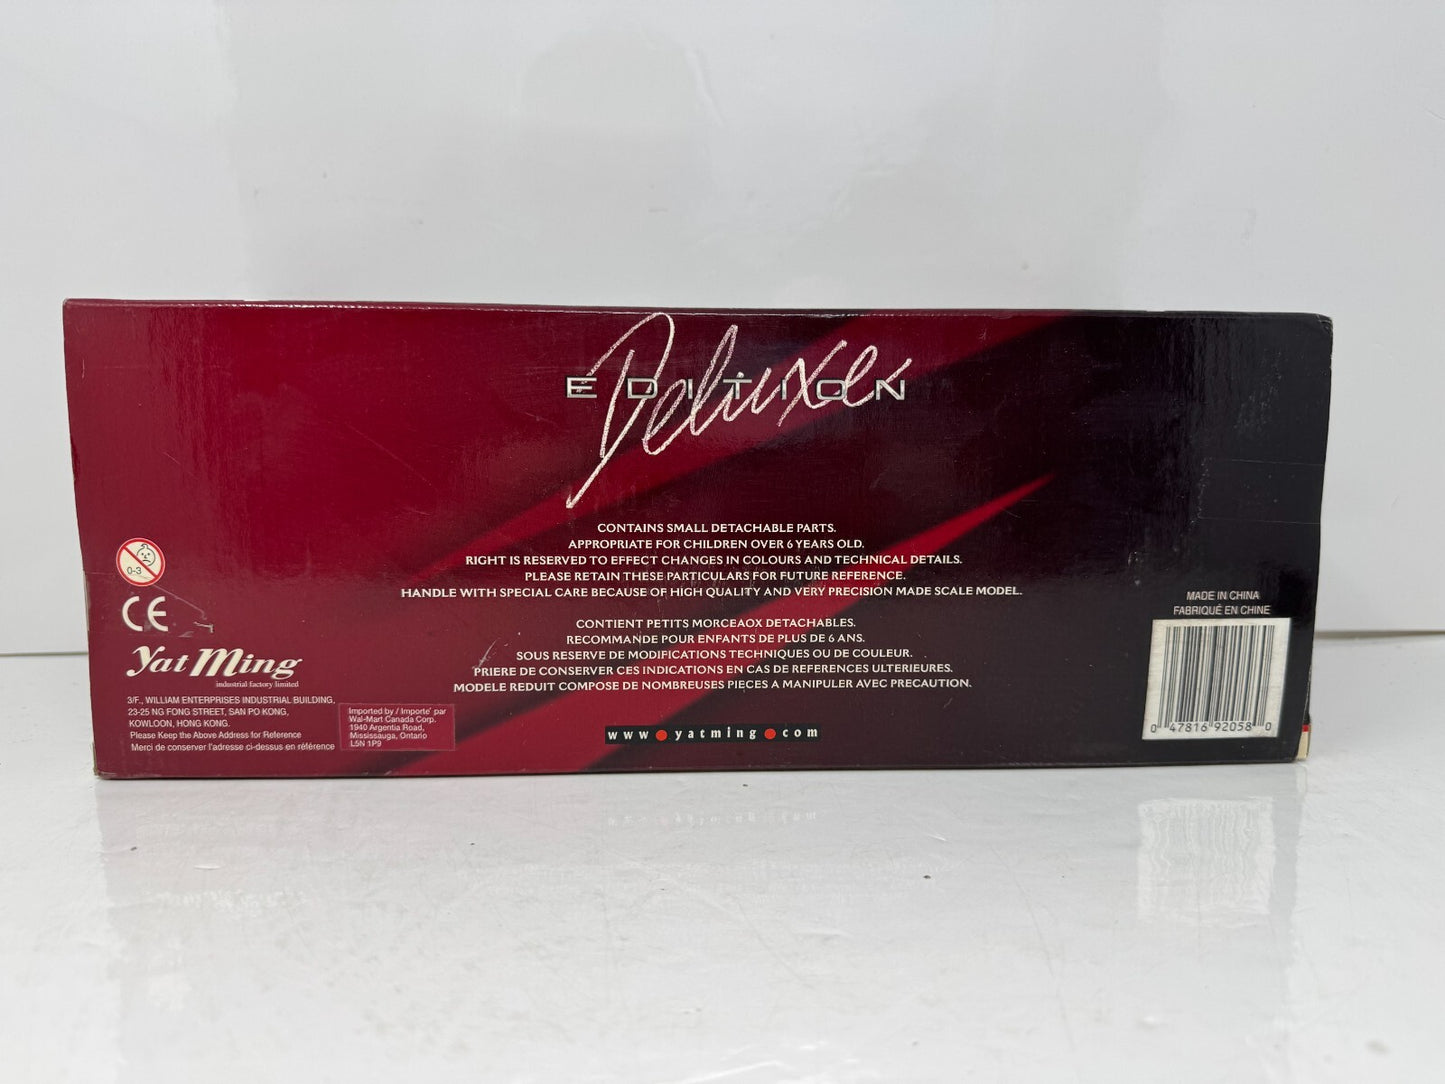 Deluxe
EDITION
CONTAINS SMALL DETACHABLE PARTS.
APPROPRIATE FOR CHILDREN OVER 6 YEARS OLD.
RIGHT IS RESERVED TO EFFECT CHANGES IN COLOURS AND TECHNICAL DETAILS.
PLEASE RETAIN THESE PARTICULARS FOR FUTURE REFERENCE.
HANDLE WITH SPECIAL CARE BECAUSE OF HIGH QUALITY AND VERY PRECISION MADE SCALE MODEL.
CONTIENT PETITS MORCEAOX DETACHABLES.
RECOMMANDE POUR ENFANTS DE PLUS DE 6 ANS.
SOUS RESERVE DE MODIFICATIONS TECHNIQUES OU DE COULEUR.
PRIERE DE CONSERVER CES INDICATIONS EN CAS DE REFERENCES ULTERIEURES.
MODELE REDUIT COMPOSE DE NOMBREUSES PIECES A MANIPULER AVEC PRECAUTION.
www.yatming.com
0-3
CE
Yat Ming
industrial factory limited
3/F., WILLIAM ENTERPRISES INDUSTRIAL BUILDING,
23-25 NG FONG STREET, SAN PO KONG,
KOWLOON, HONG KONG.
Please Keep the Above Address for Reference
Merci de conserver l'adresse ci-dessus en référence
Imported by / Importe' par
Wal-Mart Canada Corp.
1940 Argentia Road,
Mississauga, Ontario
L5N 1P9
MADE IN CHINA
FABRIQUÉ EN CHINE
0 47816 92058 0